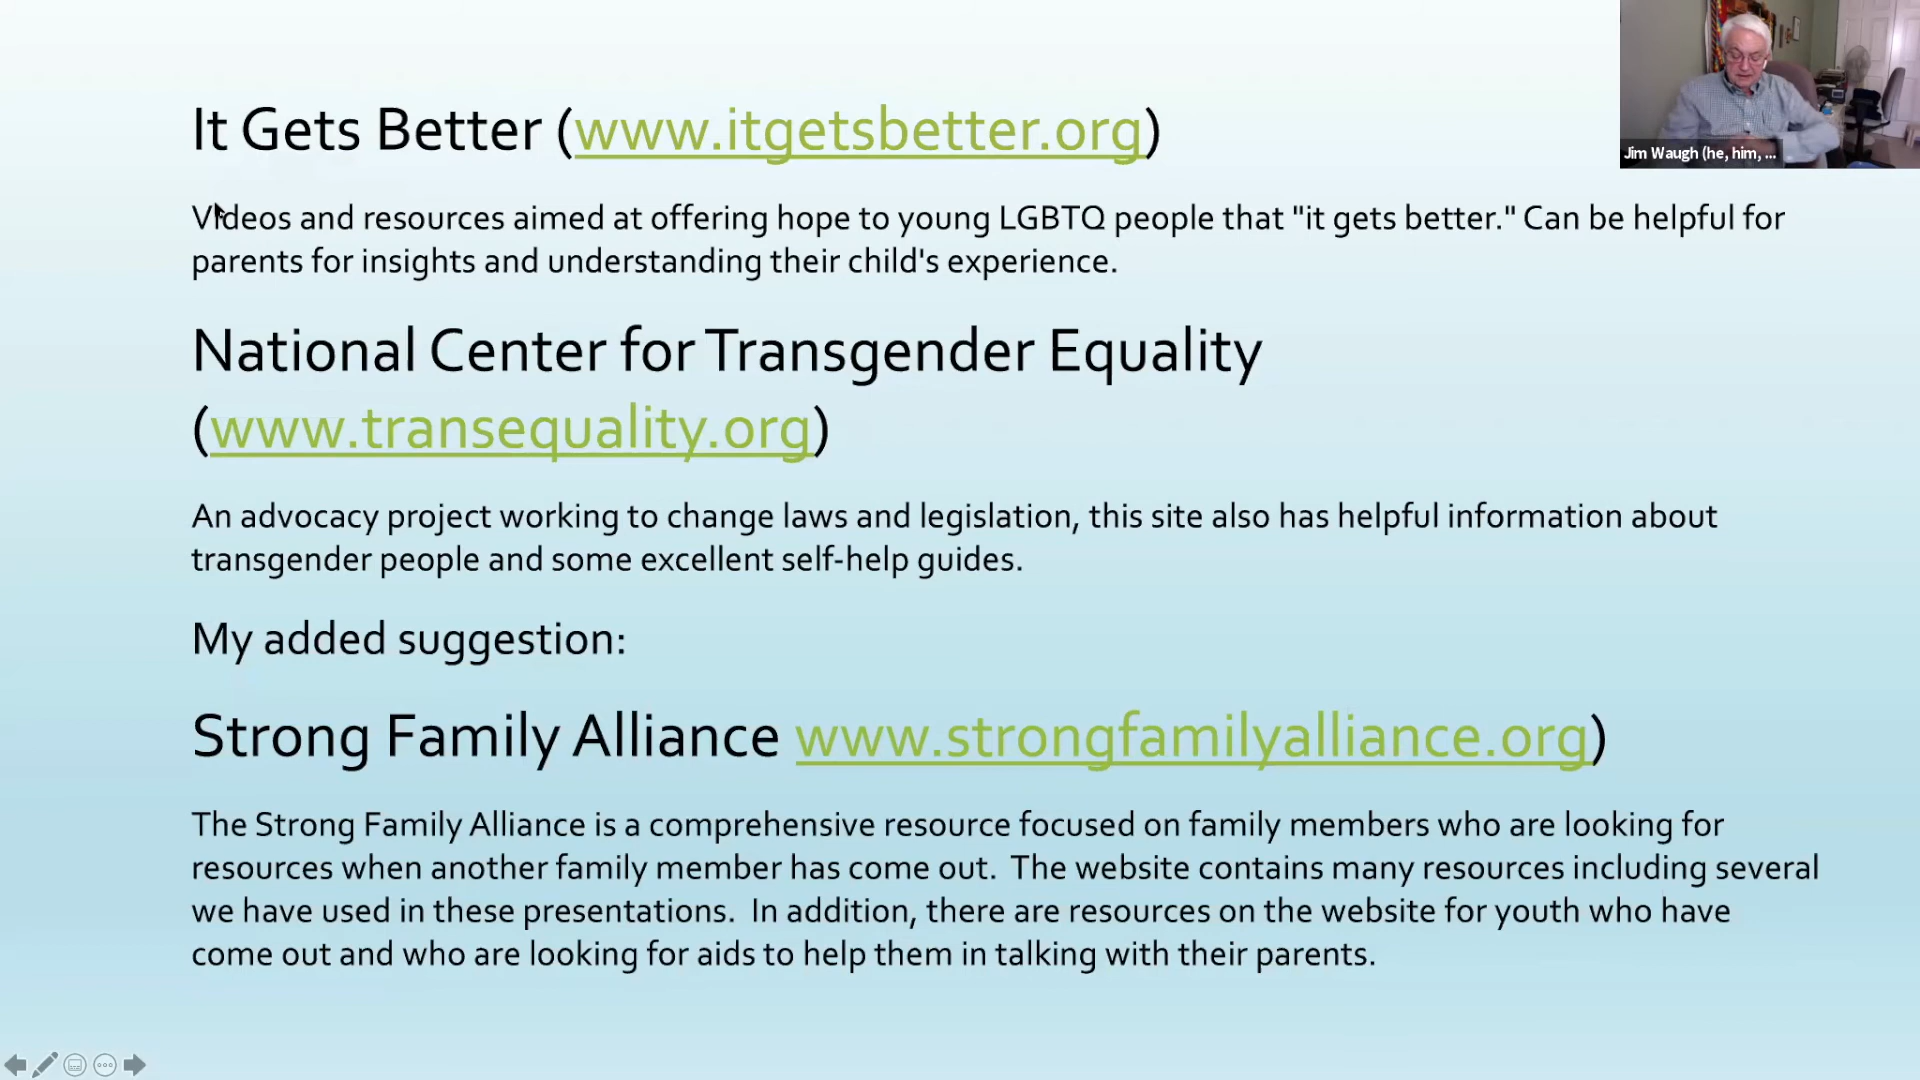 It Gets Better (www.itgetsbetter.org)
Jim Waugh (he, him, ...
Videos and resources aimed at offering hope to young LGBTQ people that "it gets better." Can be helpful for
parents for insights and understanding their child's experience.
National Center for Transgender Equality
(www.transequality.org)
An advocacy project working to change laws and legislation, this site also has helpful information about
transgender people and some excellent self-help guides.
My added suggestion:
Strong Family Alliance www.strongfamilyalliance.org)
The Strong Family Alliance is a comprehensive resource focused on family members who are looking for
resources when another family member has come out.  The website contains many resources including several
we have used in these presentations.  In addition, there are resources on the website for youth who have
come out and who are looking for aids to help them in talking with their parents.